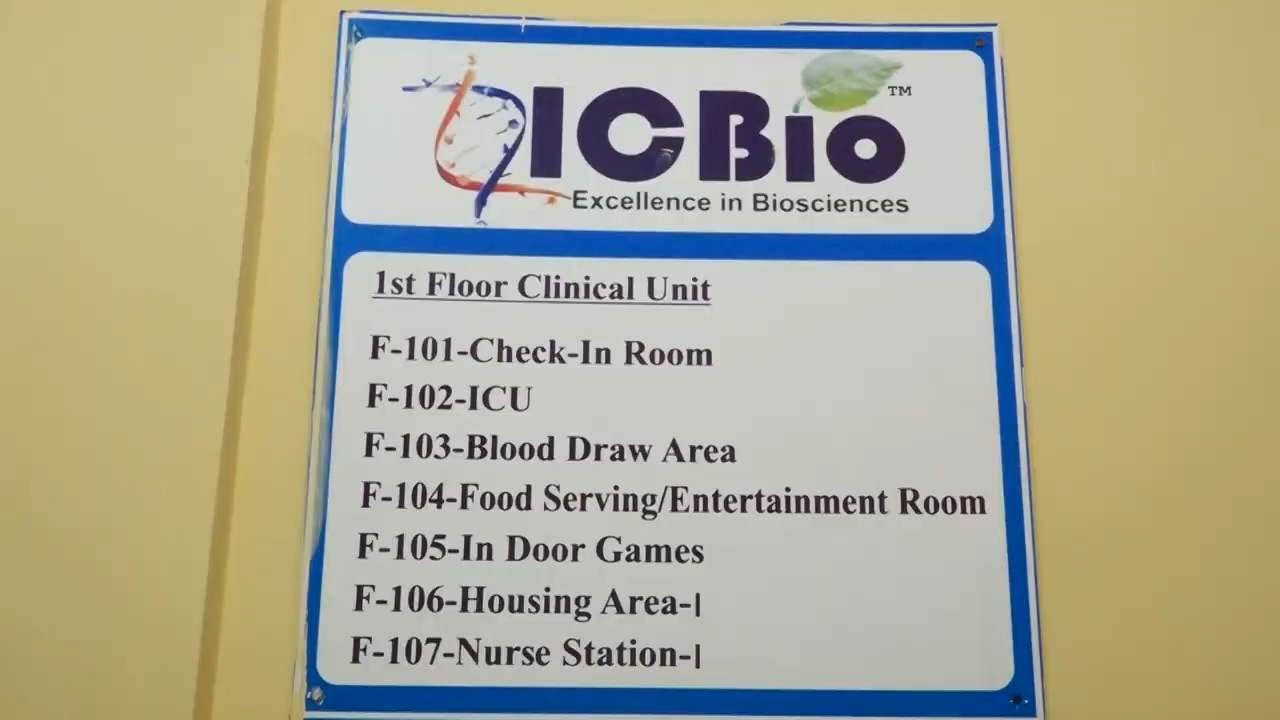 ICBio™
Excellence in Biosciences
1st Floor Clinical Unit
F-101-Check-In Room
F-102-ICU
F-103-Blood Draw Area
F-104-Food Serving/Entertainment Room
F-105-In Door Games
F-106-Housing Area-I
F-107-Nurse Station-I